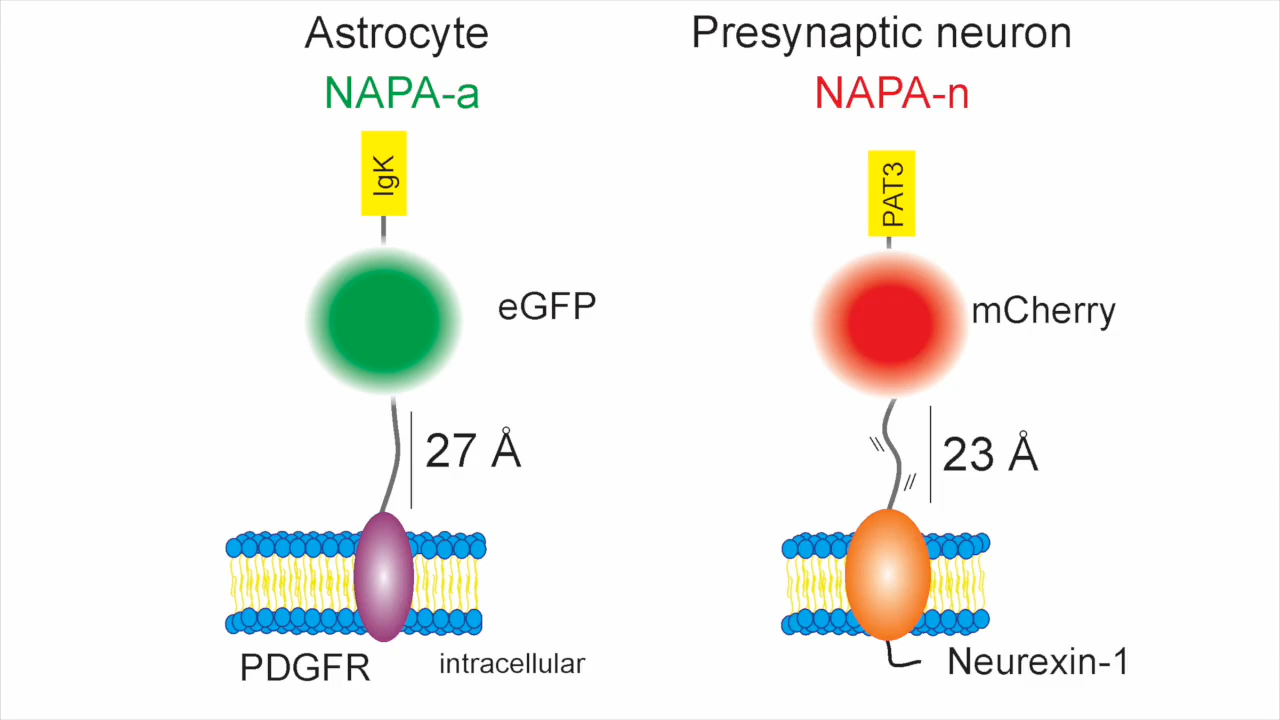 Astrocyte
NAPA-a
IgK
eGFP
27 Å
PDGFR
intracellular
Presynaptic neuron
NAPA-n
PAT3
mCherry
23 Å
Neurexin-1